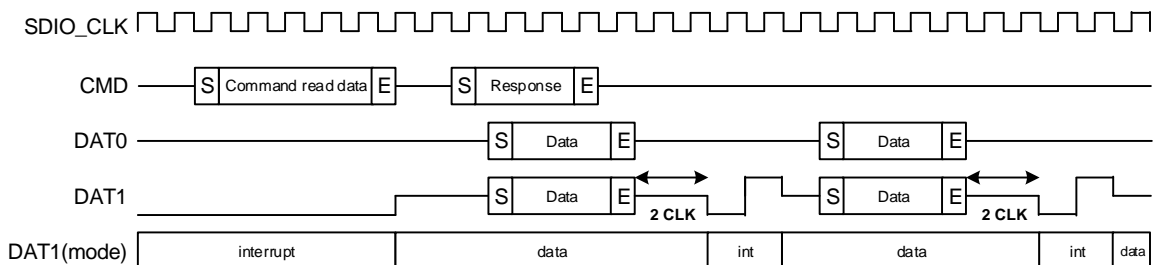 SDIO_CLK
CMD S Command read data E S Response E
DAT0 S Data E S Data E
DAT1 S Data E S Data E
2 CLK 2 CLK
DAT1(mode) interrupt data int data int data